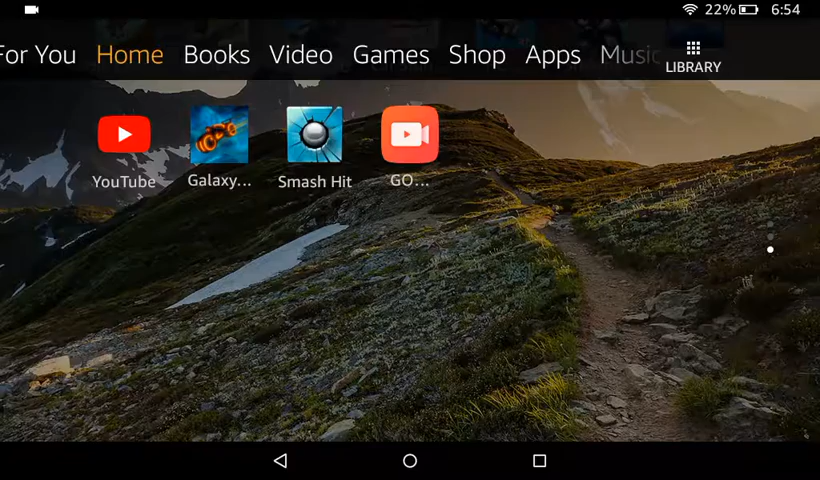 22% 6:54
For You Home Books Video Games Shop Apps Music LIBRARY
YouTube Galaxy... Smash Hit GO...